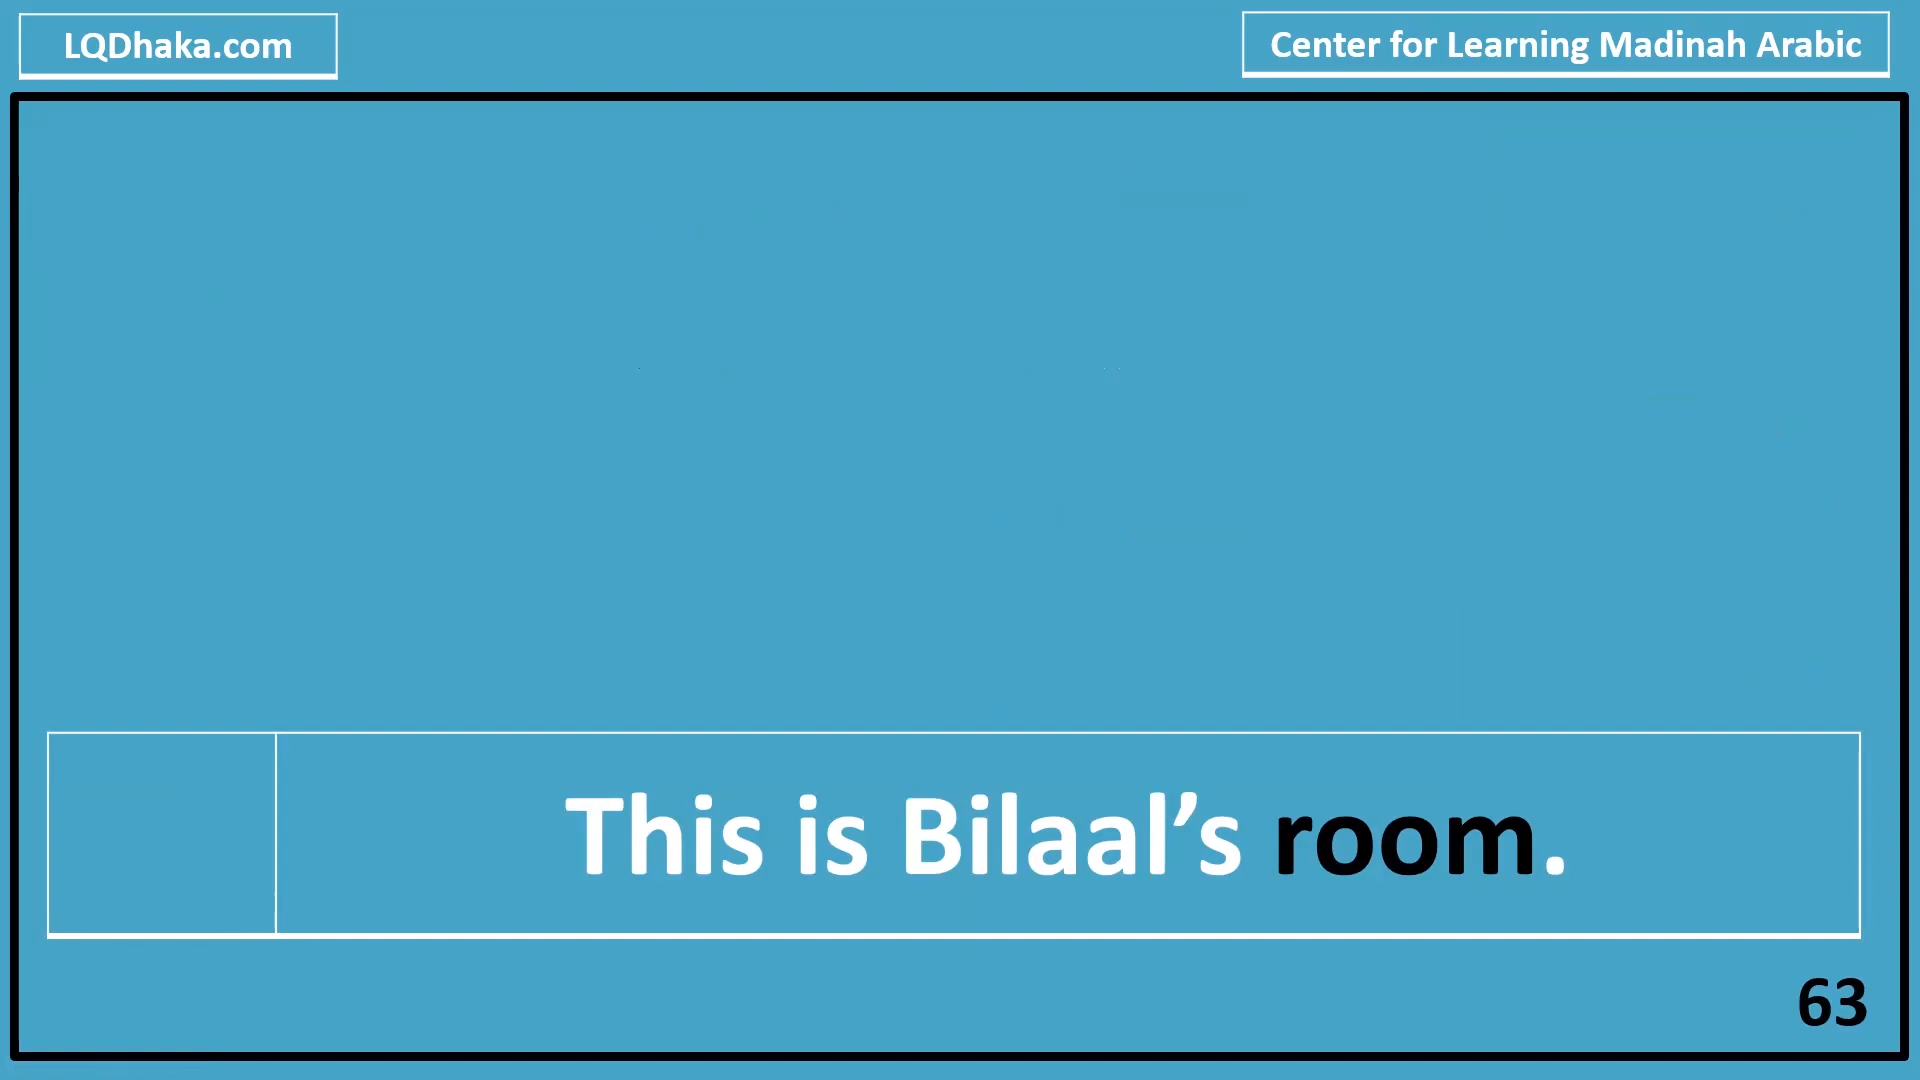 LQDhaka.com
Center for Learning Madinah Arabic
This is Bilaal’s room.
63